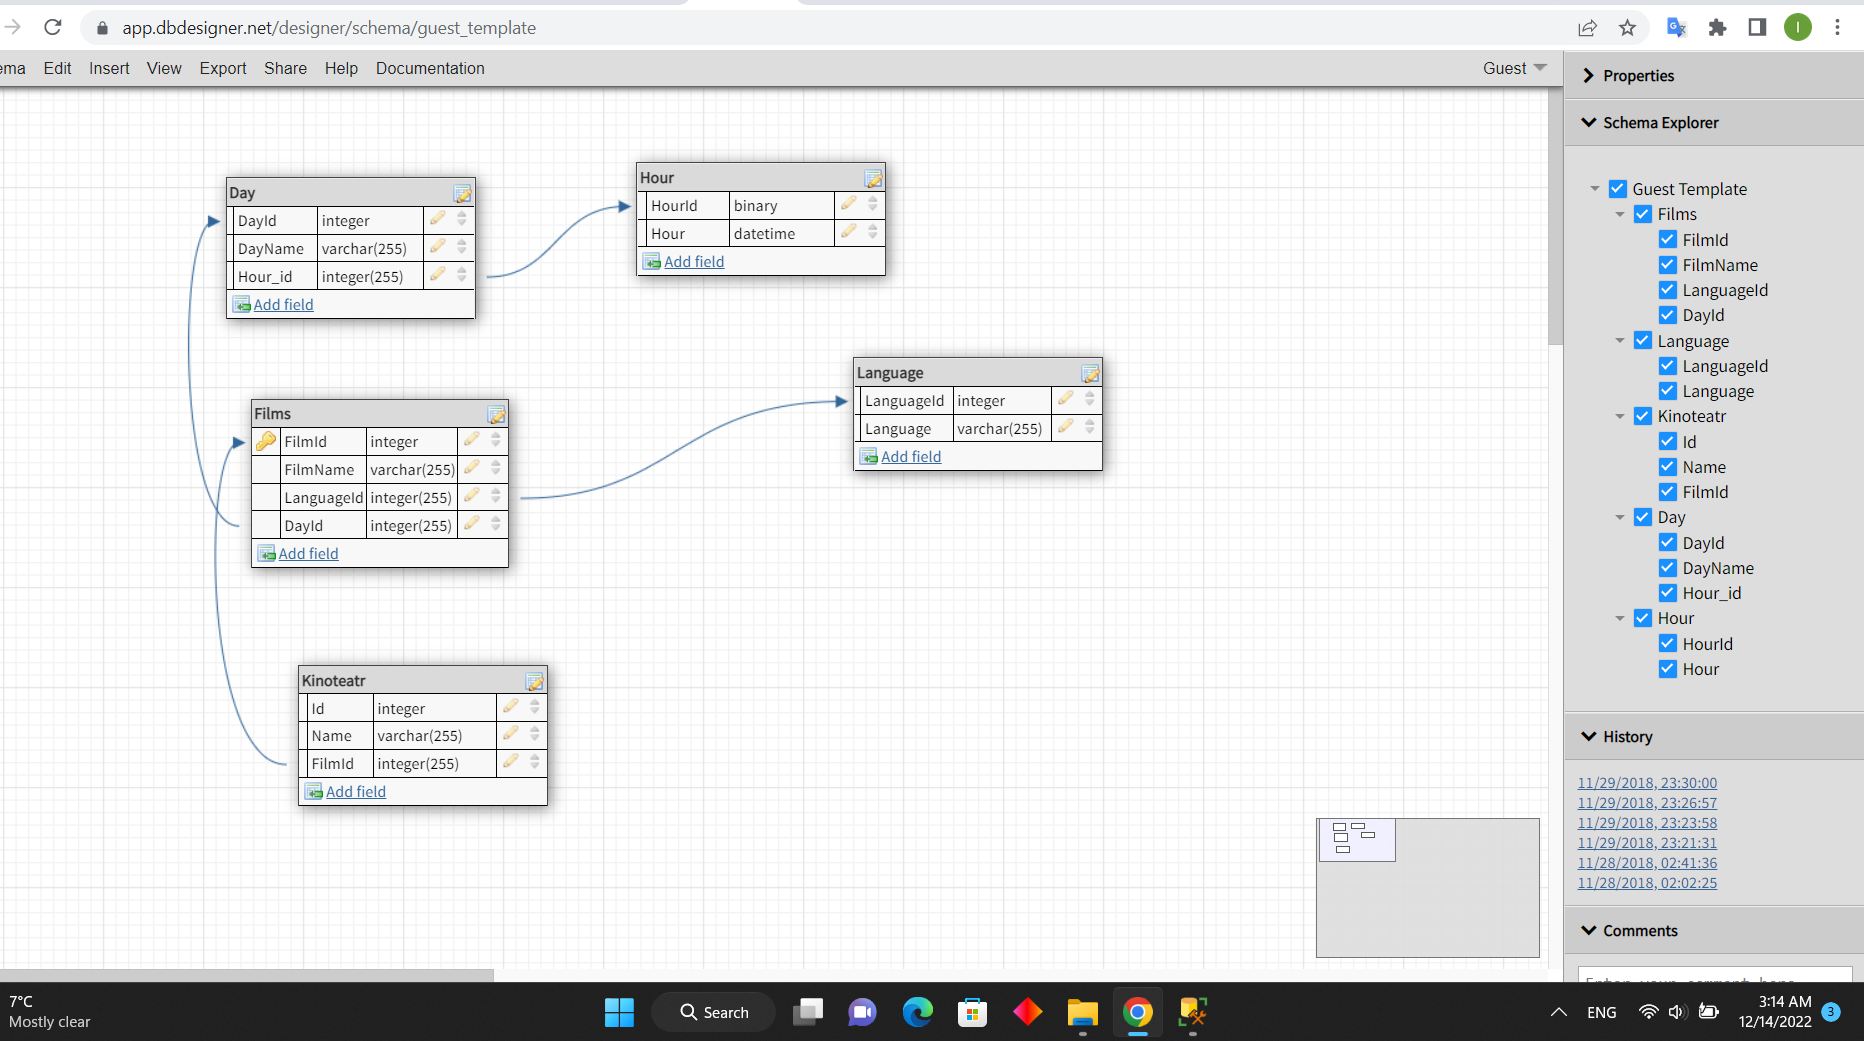 app.dbdesigner.net/designer/schema/guest_template
ema Edit Insert View Export Share Help Documentation Guest
Properties
Schema Explorer
Day
DayId integer
DayName varchar(255)
Hour_id integer(255)
Add field
Hour
HourId binary
Hour datetime
Add field
Language
LanguageId integer
Language varchar(255)
Add field
Films
FilmId integer
FilmName varchar(255)
LanguageId integer(255)
DayId integer(255)
Add field
Kinoteatr
Id integer
Name varchar(255)
FilmId integer(255)
Add field
Guest Template
Films
FilmId
FilmName
LanguageId
DayId
Language
LanguageId
Language
Kinoteatr
Id
Name
FilmId
Day
DayId
DayName
Hour_id
Hour
HourId
Hour
History
11/29/2018, 23:30:00
11/29/2018, 23:26:57
11/29/2018, 23:23:58
11/29/2018, 23:21:31
11/28/2018, 02:41:36
11/28/2018, 02:02:25
Comments
Enter your comment here
7°C
Mostly clear
Search
ENG
3:14 AM
12/14/2022
3
I